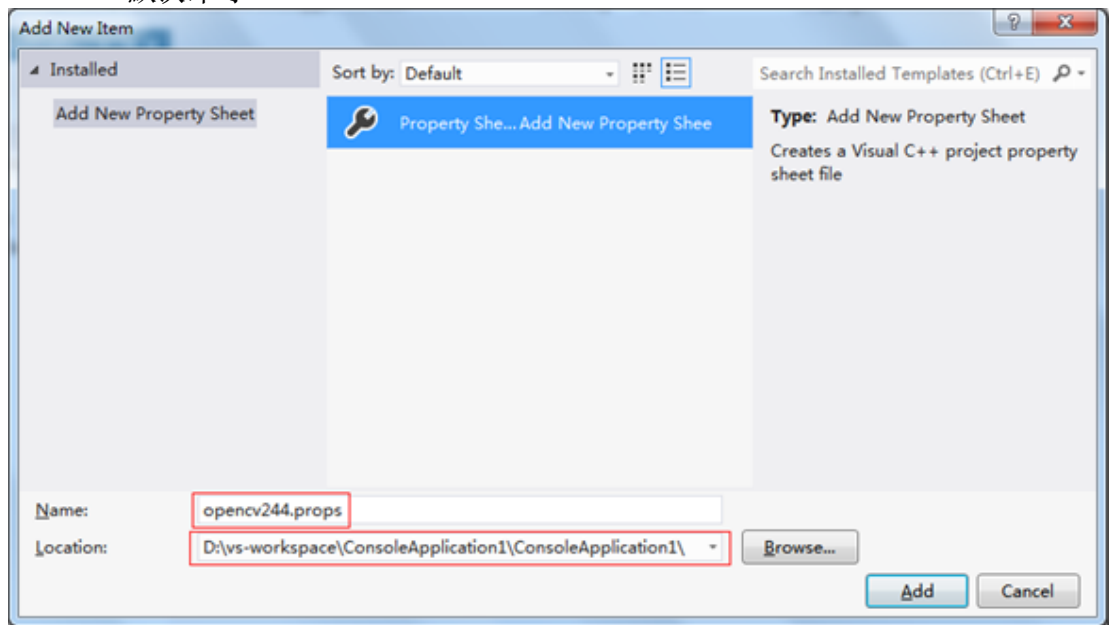 Add New Item
Installed
Sort by: Default
Search Installed Templates (Ctrl+E)
Add New Property Sheet
Property She... Add New Property Shee
Type: Add New Property Sheet
Creates a Visual C++ project property
sheet file
Name:
opencv244.props
Location:
D:\vs-workspace\ConsoleApplication1\ConsoleApplication1\
Browse...
Add
Cancel